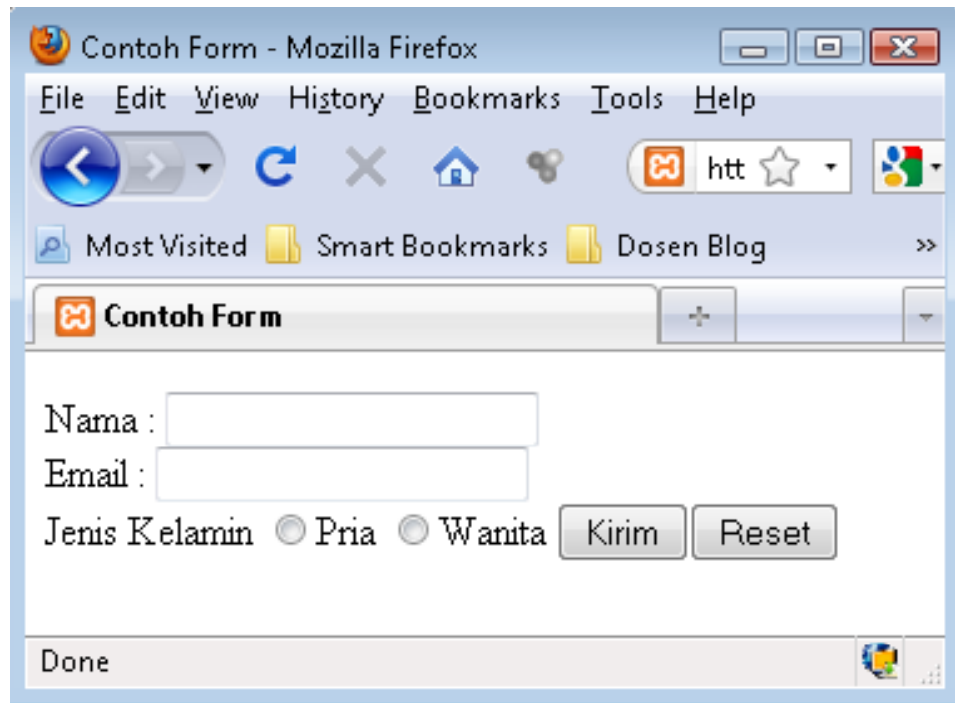 Contoh Form - Mozilla Firefox
File Edit View History Bookmarks Tools Help
htt
Most Visited Smart Bookmarks Dosen Blog »
Contoh Form
Nama :
Email :
Jenis Kelamin Pria Wanita Kirim Reset
Done